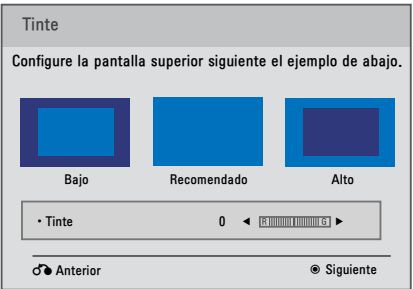 Tinte
Configure la pantalla superior siguiente el ejemplo de abajo.
Bajo Recomendado Alto
• Tinte 0 ◄ R G ►
Anterior ◉ Siguiente